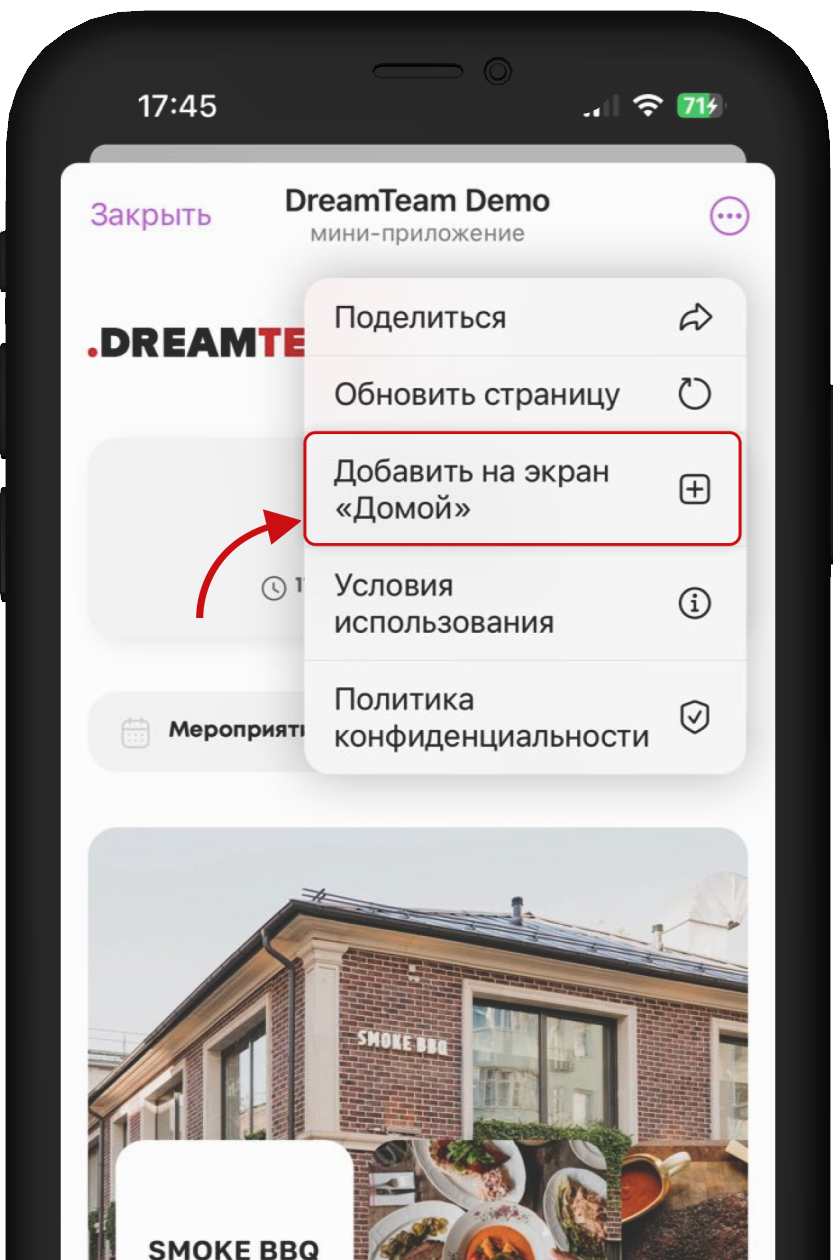 17:45
71
Закрыть
DreamTeam Demo
мини-приложение
.DREAMTE
Поделиться
Обновить страницу
Добавить на экран
«Домой»
Условия
использования
Политика
конфиденциальности
Мероприяти
SMOKE BBQ
SMOKE BBQ